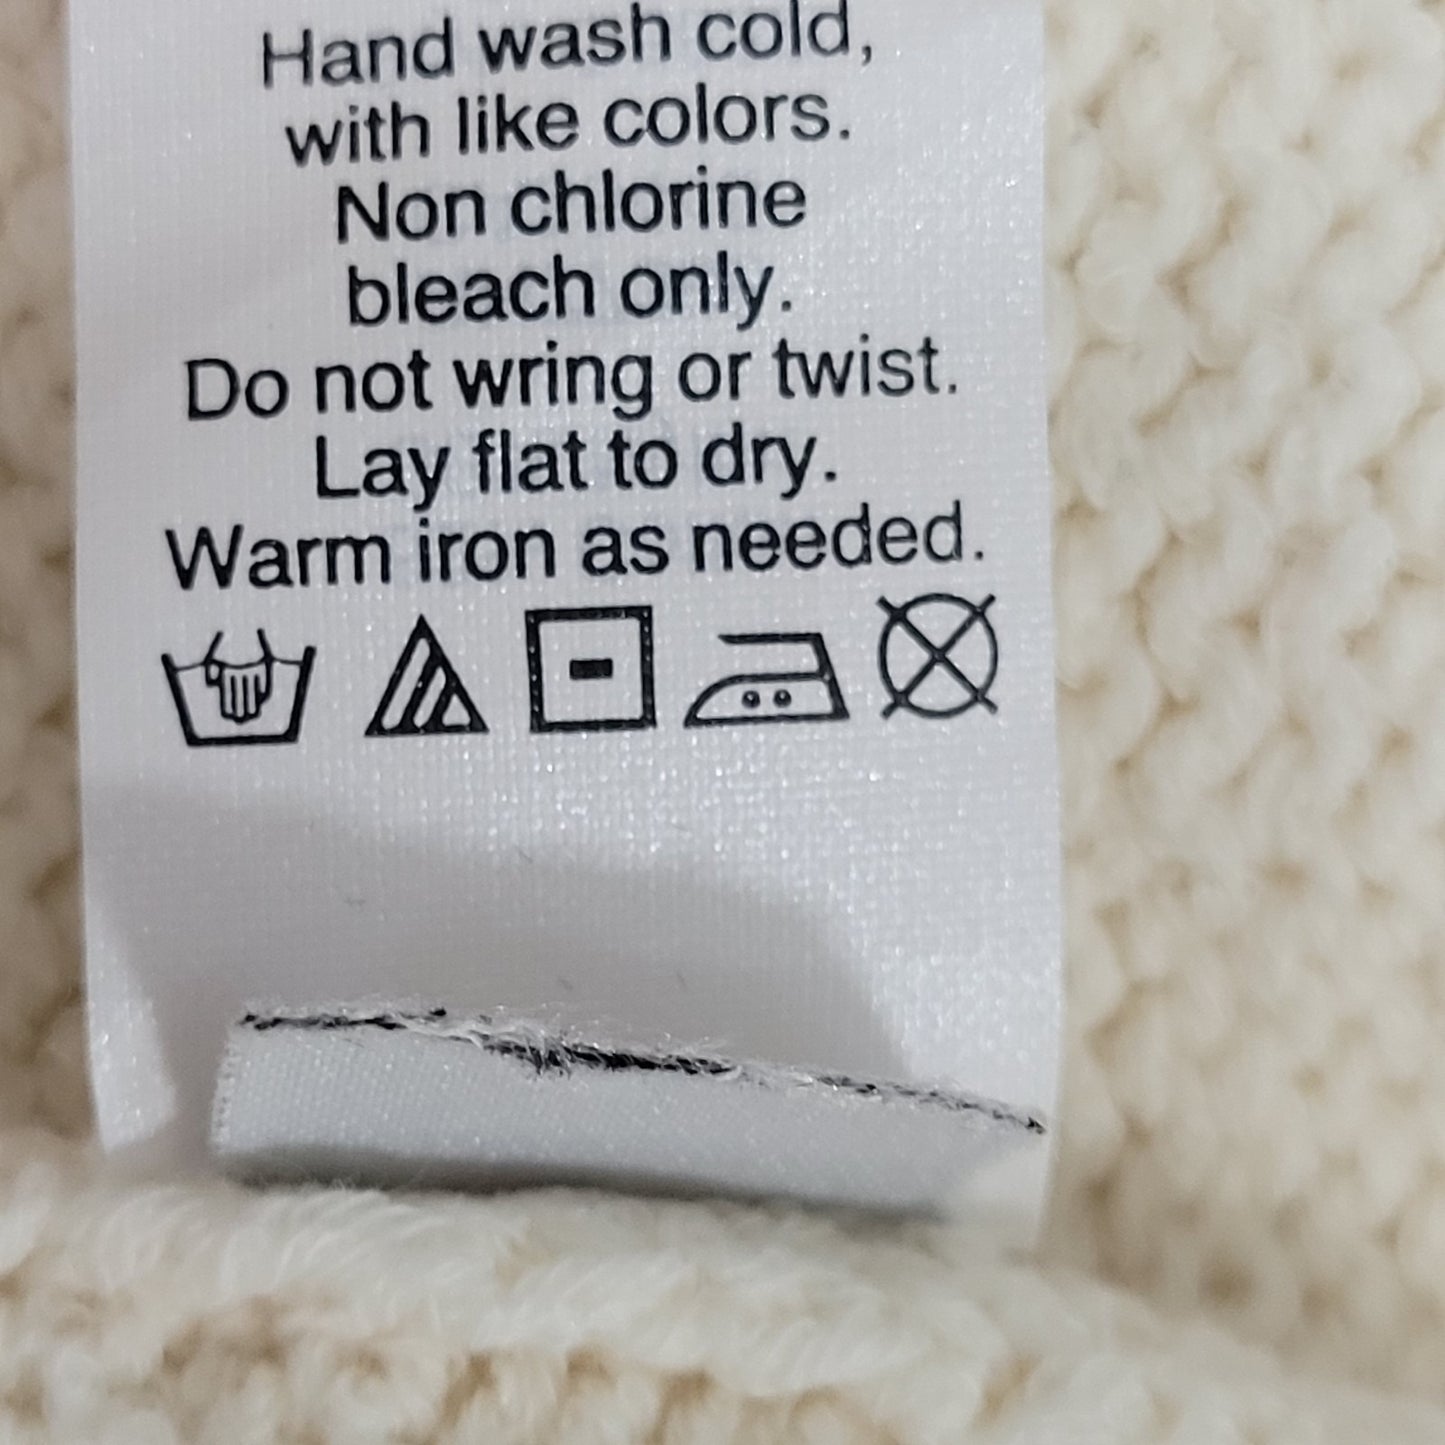 Hand wash cold,
with like colors.
Non chlorine
bleach only.
Do not wring or twist.
Lay flat to dry.
Warm iron as needed.